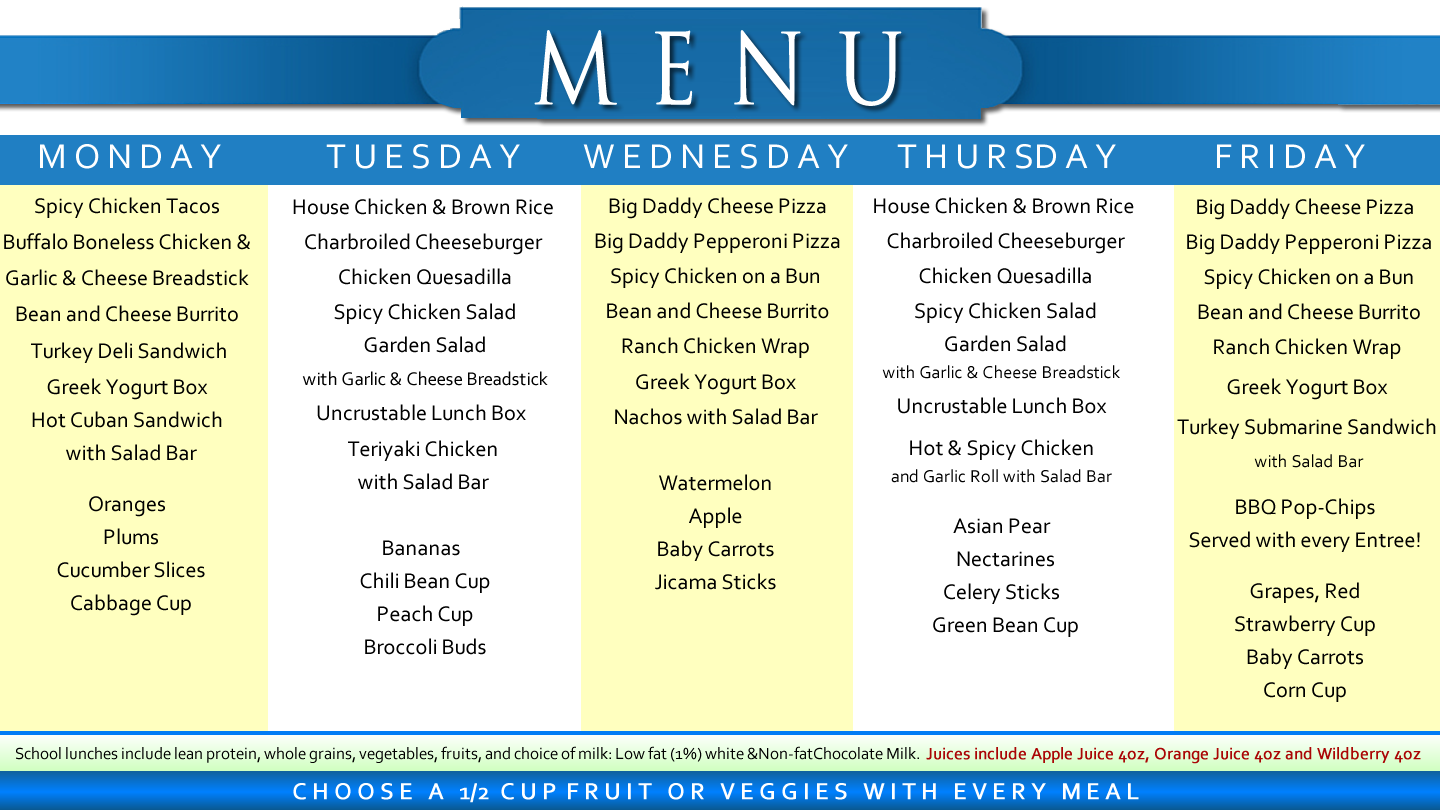 MENU
MONDAY
Spicy Chicken Tacos
Buffalo Boneless Chicken &
Garlic & Cheese Breadstick
Bean and Cheese Burrito
Turkey Deli Sandwich
Greek Yogurt Box
Hot Cuban Sandwich
with Salad Bar
Oranges
Plums
Cucumber Slices
Cabbage Cup
TUESDAY
House Chicken & Brown Rice
Charbroiled Cheeseburger
Chicken Quesadilla
Spicy Chicken Salad
Garden Salad
with Garlic & Cheese Breadstick
Uncrustable Lunch Box
Teriyaki Chicken
with Salad Bar
Bananas
Chili Bean Cup
Peach Cup
Broccoli Buds
WEDNESDAY
Big Daddy Cheese Pizza
Big Daddy Pepperoni Pizza
Spicy Chicken on a Bun
Bean and Cheese Burrito
Ranch Chicken Wrap
Greek Yogurt Box
Nachos with Salad Bar
Watermelon
Apple
Baby Carrots
Jicama Sticks
THURSDAY
House Chicken & Brown Rice
Charbroiled Cheeseburger
Chicken Quesadilla
Spicy Chicken Salad
Garden Salad
with Garlic & Cheese Breadstick
Uncrustable Lunch Box
Hot & Spicy Chicken
and Garlic Roll with Salad Bar
Asian Pear
Nectarines
Celery Sticks
Green Bean Cup
FRIDAY
Big Daddy Cheese Pizza
Big Daddy Pepperoni Pizza
Spicy Chicken on a Bun
Bean and Cheese Burrito
Ranch Chicken Wrap
Greek Yogurt Box
Turkey Submarine Sandwich
with Salad Bar
BBQ Pop-Chips
Served with every Entree!
Grapes, Red
Strawberry Cup
Baby Carrots
Corn Cup
School lunches include lean protein, whole grains, vegetables, fruits, and choice of milk: Low fat (1%) white &Non-fatChocolate Milk. Juices include Apple Juice 4oz, Orange Juice 4oz and Wildberry 4oz
CHOOSE A 1/2 CUP FRUIT OR VEGGIES WITH EVERY MEAL